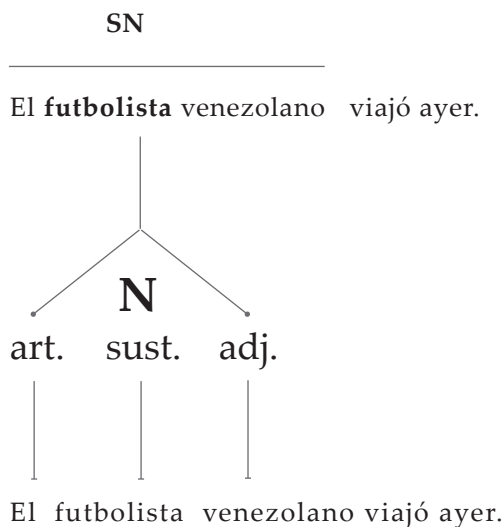 SN
El futbolista venezolano viajó ayer.
N
art. sust. adj.
El futbolista venezolano viajó ayer.